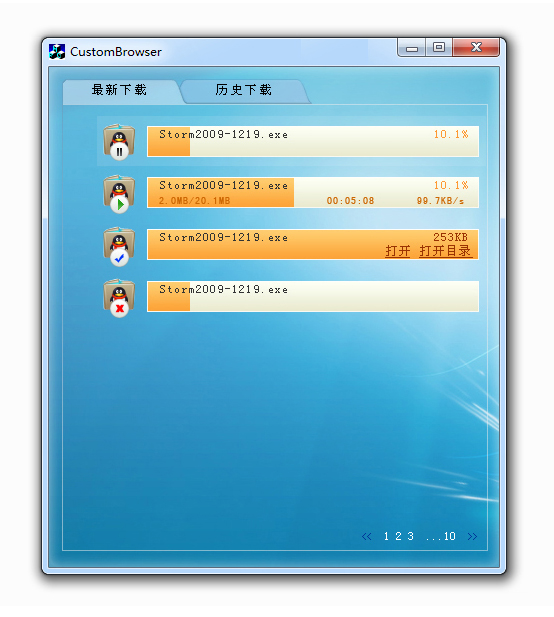 CustomBrowser
最新下载 历史下载
Storm2009-1219.exe 10.1%
Storm2009-1219.exe 10.1%
2.0MB/20.1MB 00:05:08 99.7KB/s
Storm2009-1219.exe 253KB
打开 打开目录
Storm2009-1219.exe
« 1 2 3 ...10 »